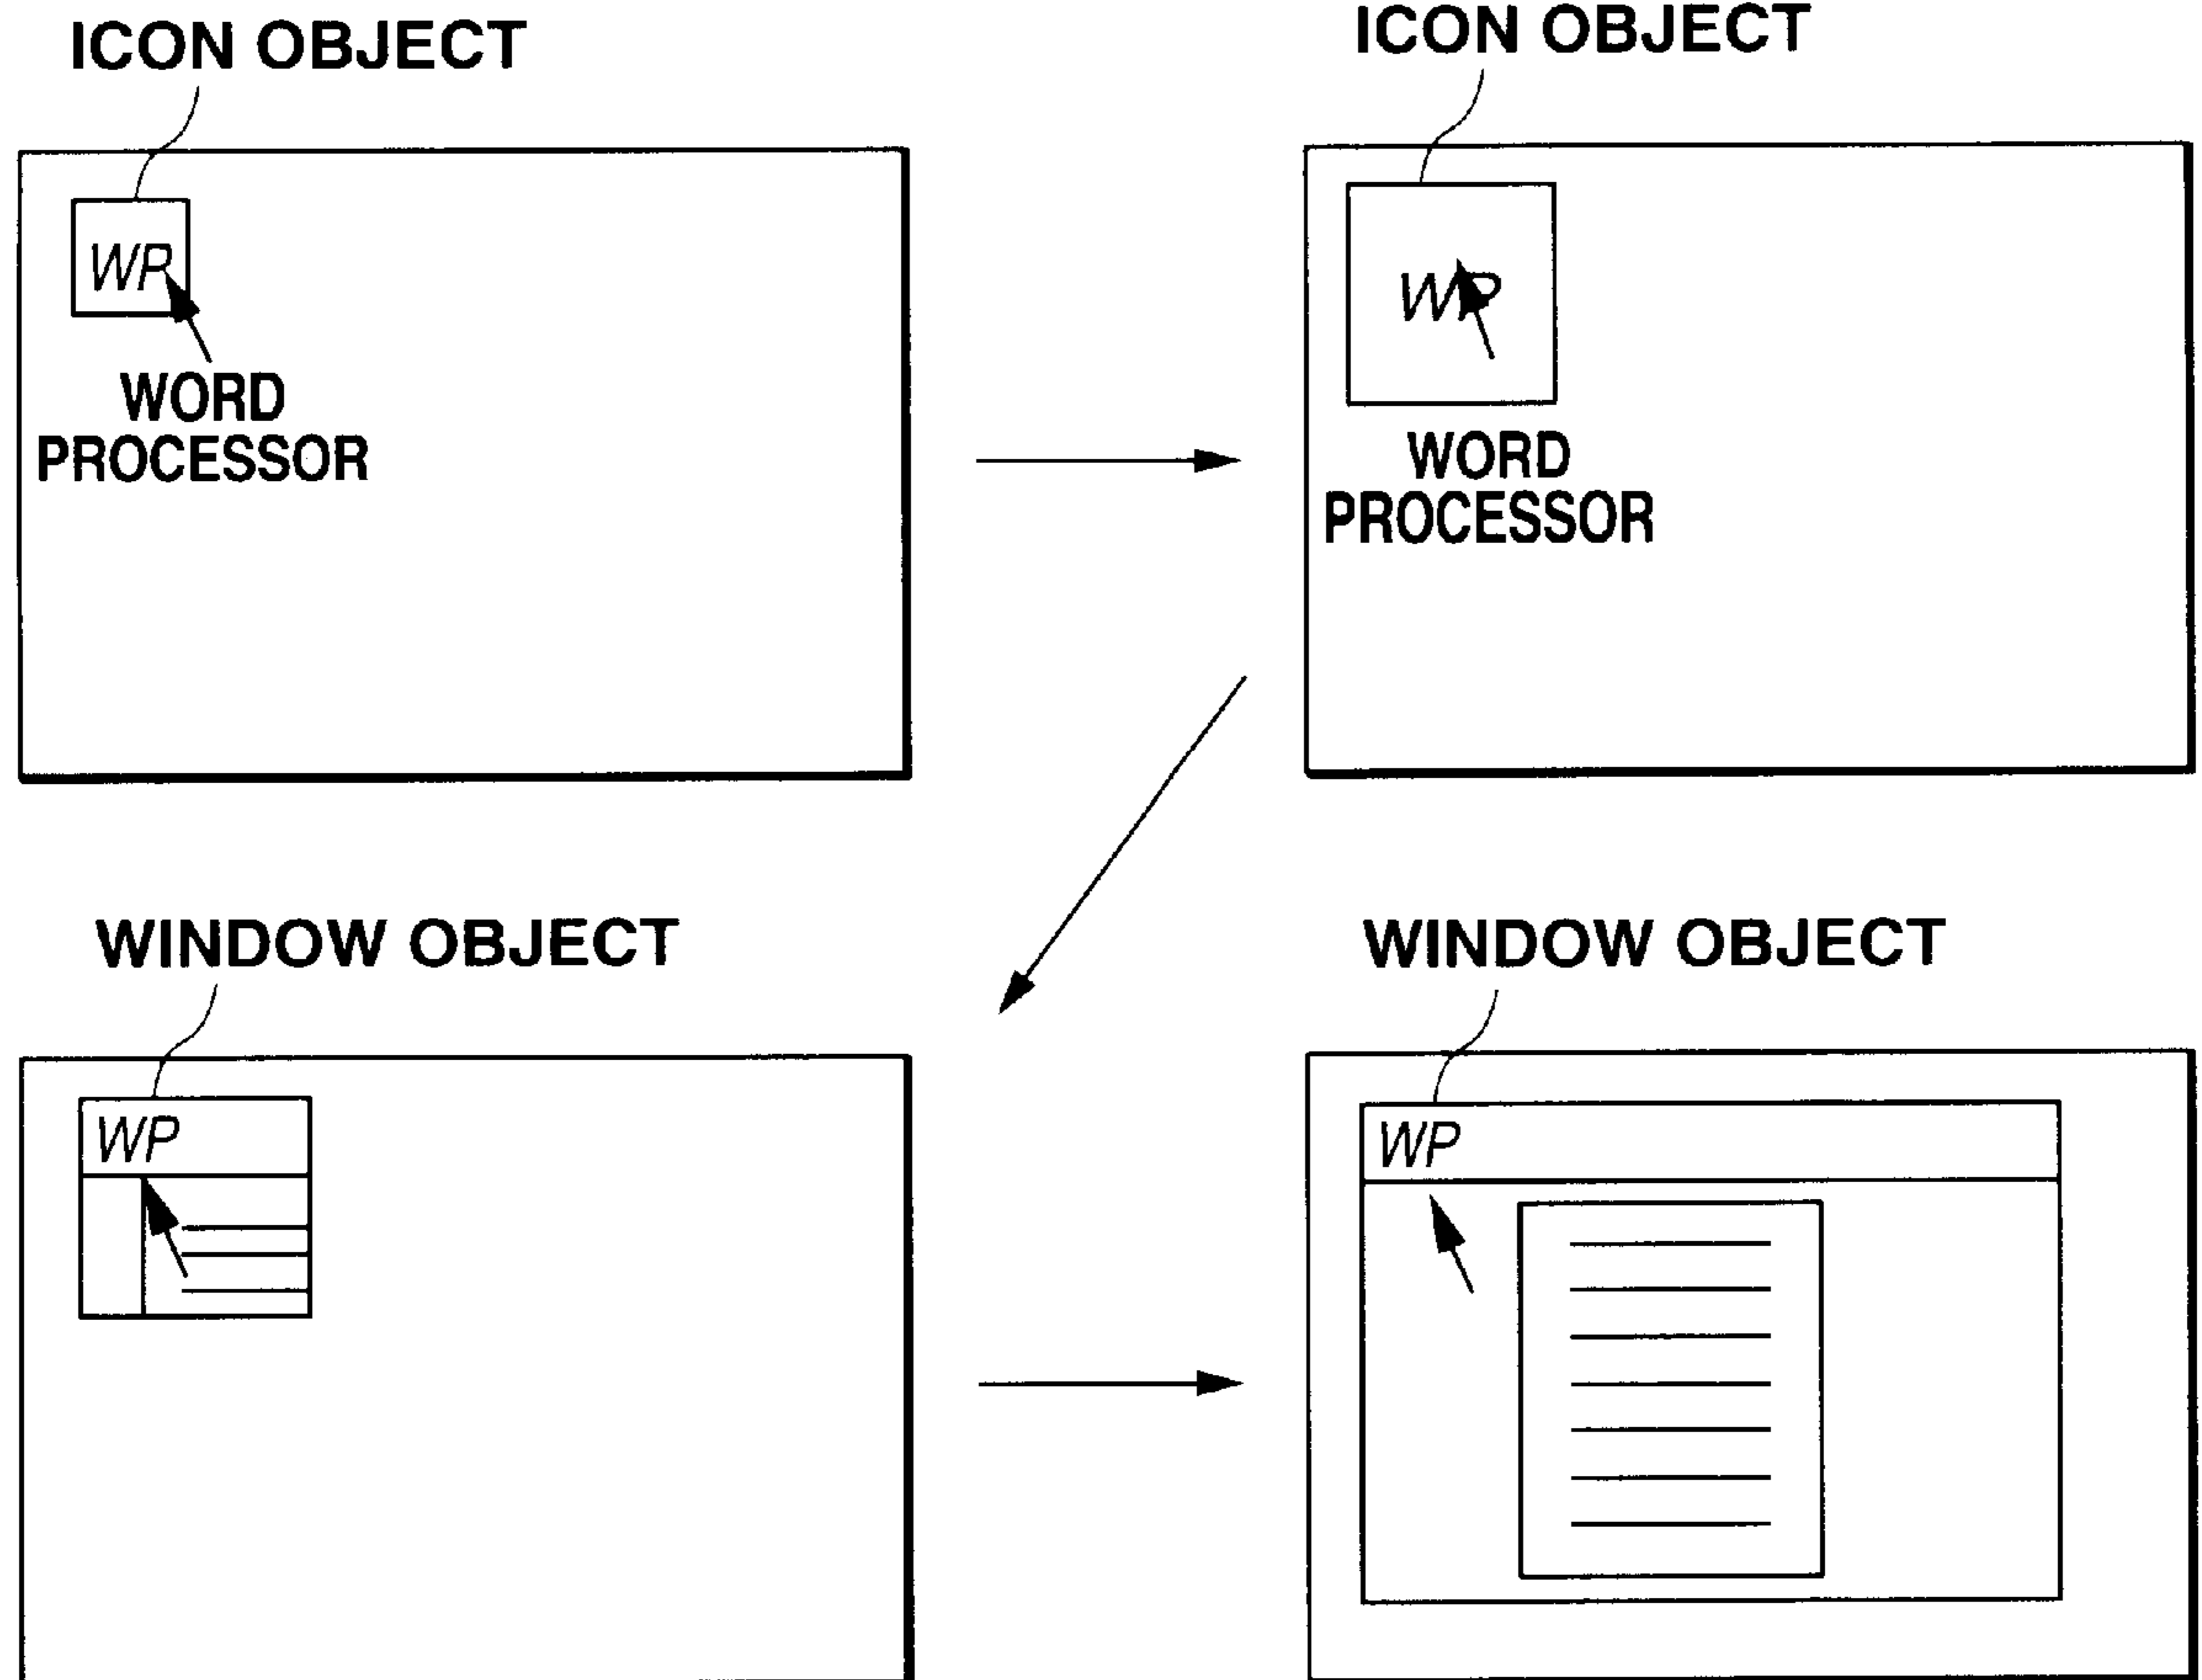 ICON OBJECT
WP
WORD
PROCESSOR
ICON OBJECT
WP
WORD
PROCESSOR
WINDOW OBJECT
WP
WINDOW OBJECT
WP